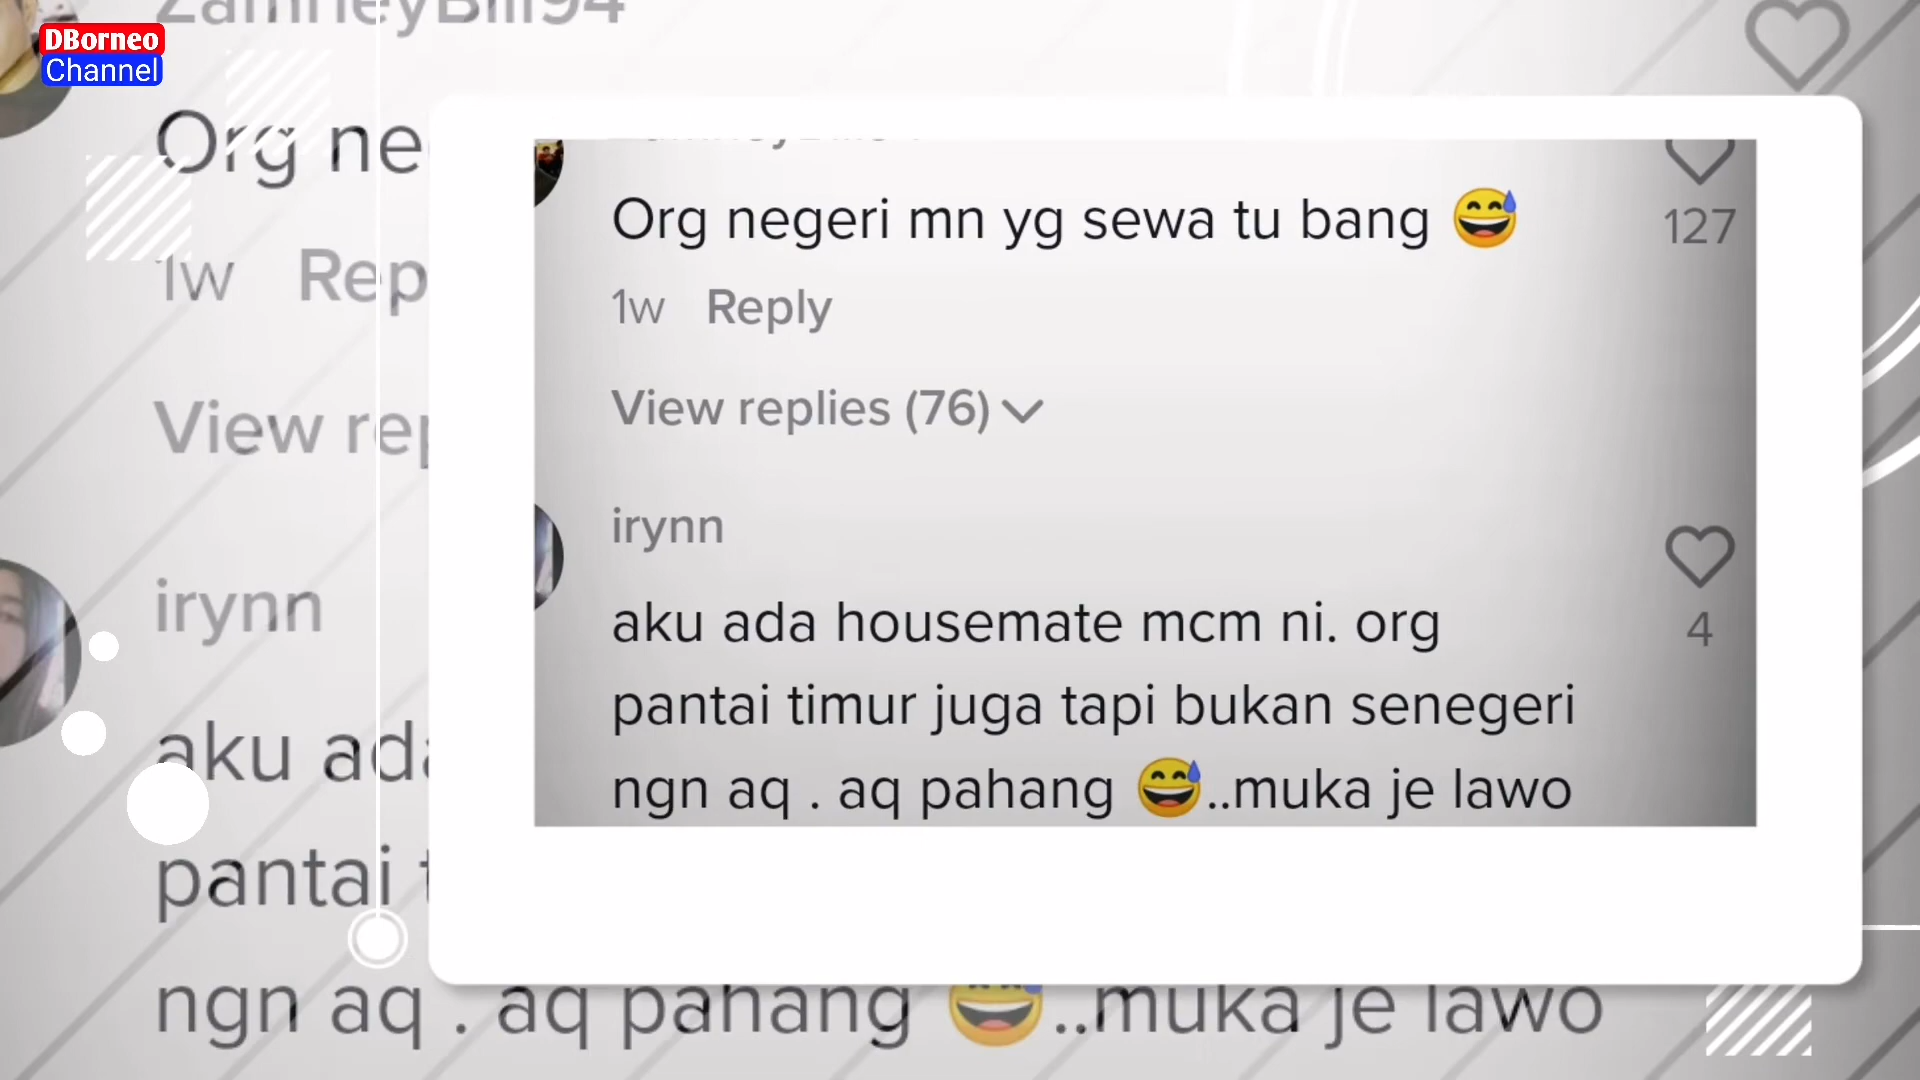 DBorneo
Channel
Org negeri mn yg sewa tu bang 😅
127
1w Reply
View replies (76)
irynn
aku ada housemate mcm ni. org
4
pantai timur juga tapi bukan senegeri
ngn aq . aq pahang 😅..muka je lawo
Org ne
1w Rep
View rep
irynn
aku ada
pantai t
ngn aq . aq pahang 😅..muka je lawo